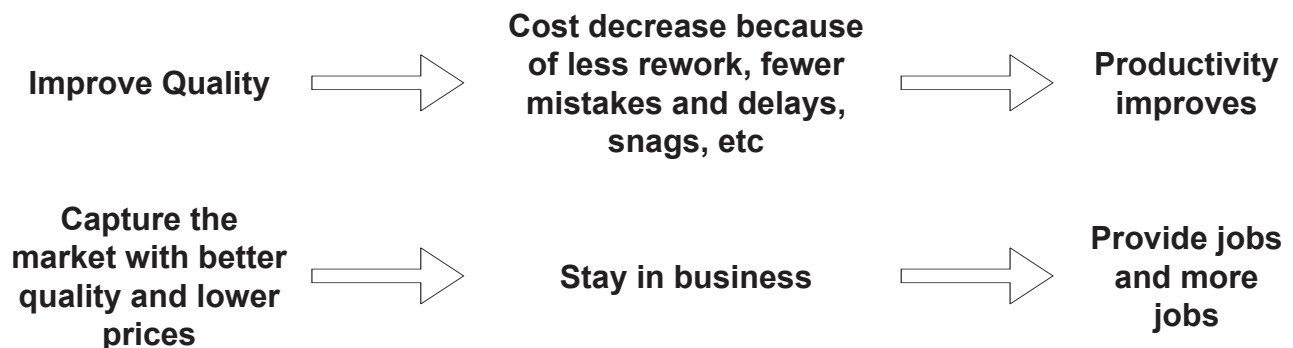 Improve Quality
Cost decrease because
of less rework, fewer
mistakes and delays,
snags, etc
Productivity
improves
Capture the
market with better
quality and lower
prices
Stay in business
Provide jobs
and more
jobs